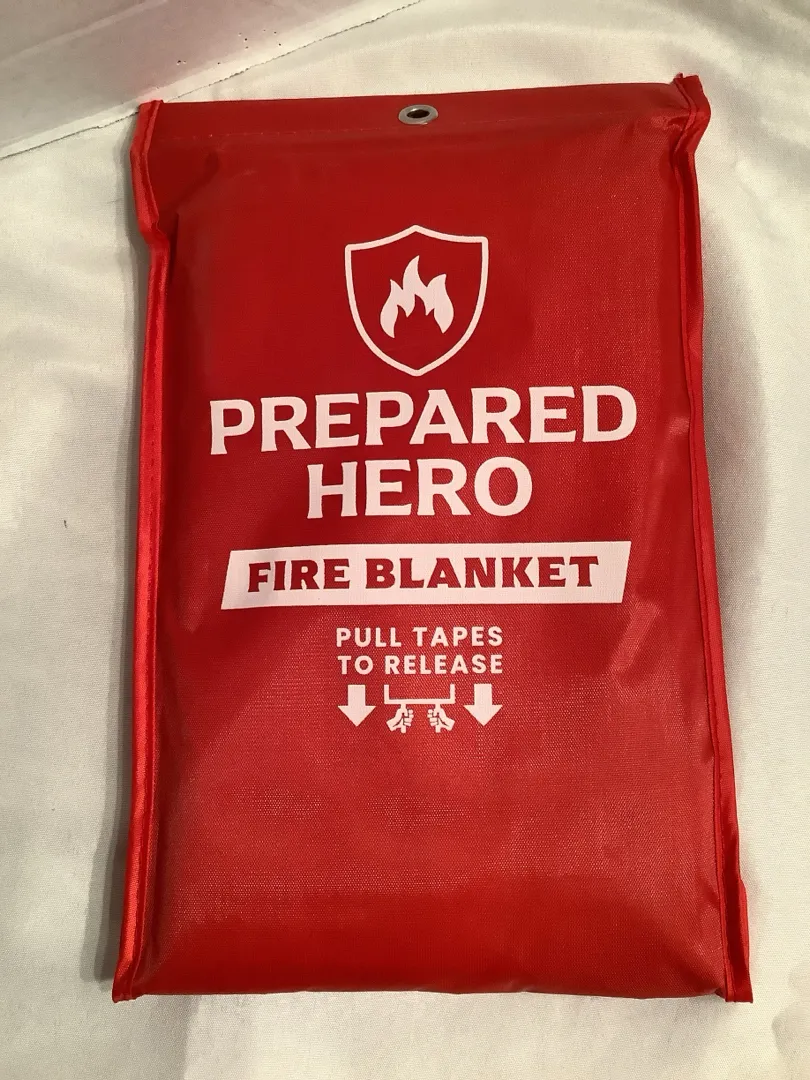 PREPARED
HERO
FIRE BLANKET
PULL TAPES
TO RELEASE